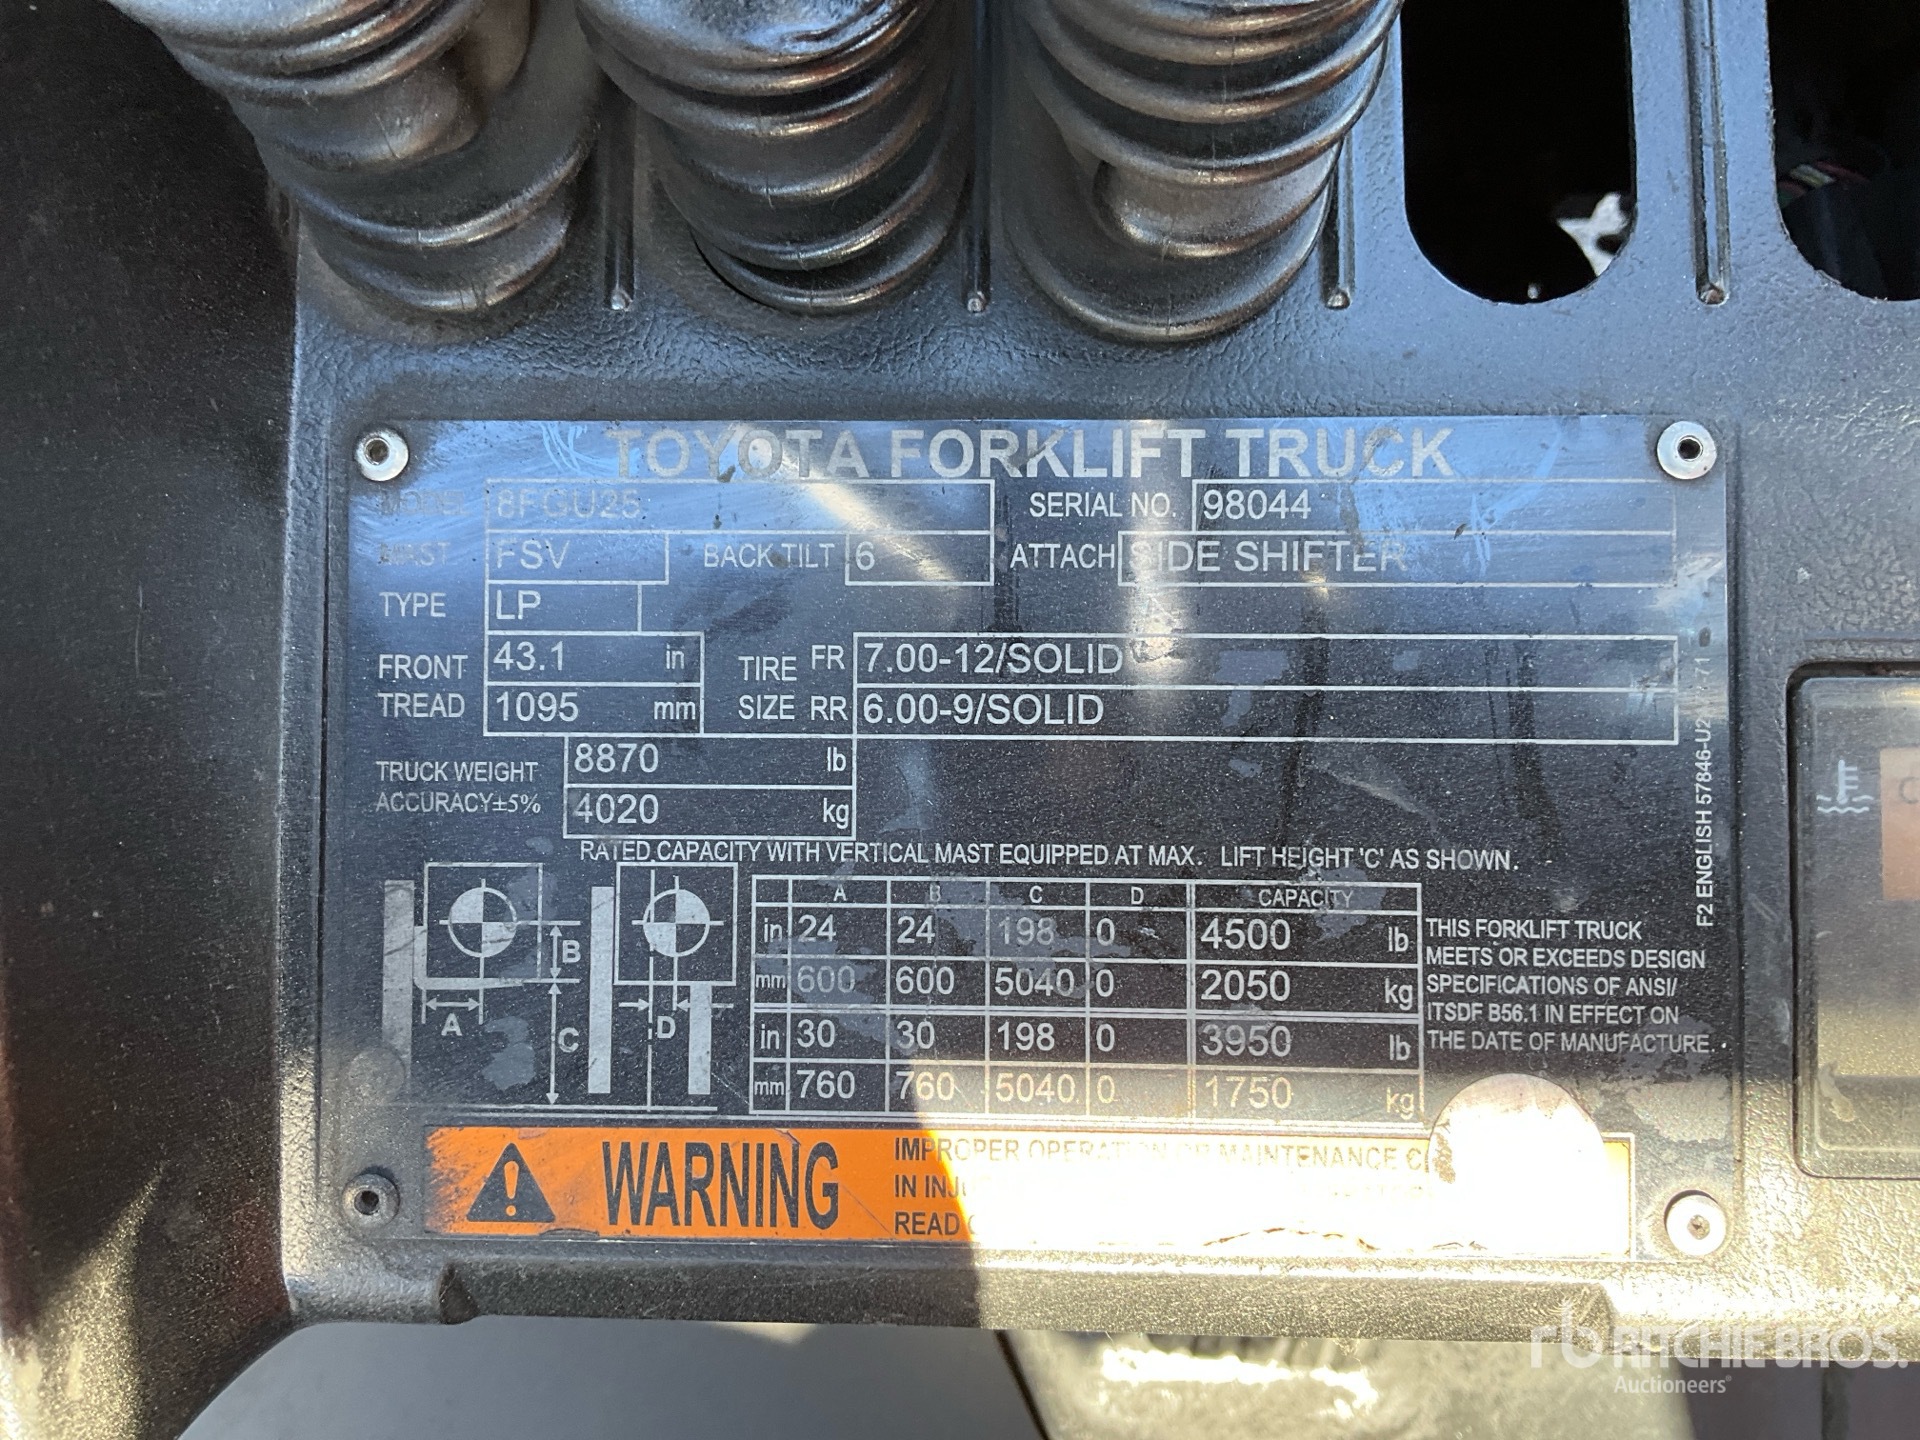 TOYOTA FORKLIFT TRUCK
MODEL 8FGU25 SERIAL NO. 98044
MAST FSV BACK TILT 6 ATTACH SIDE SHIFTER
TYPE LP
FRONT TREAD 43.1 in TIRE SIZE FR 7.00-12/SOLID
1095 mm RR 6.00-9/SOLID
TRUCK WEIGHT 8870 lb
ACCURACY±5% 4020 kg
RATED CAPACITY WITH VERTICAL MAST EQUIPPED AT MAX. LIFT HEIGHT 'C' AS SHOWN.
A B C D CAPACITY
in 24 24 198 0 4500 lb
mm 600 600 5040 0 2050 kg
in 30 30 198 0 3950 lb
mm 760 760 5040 0 1750 kg
B
A
C
D
THIS FORKLIFT TRUCK
MEETS OR EXCEEDS DESIGN
SPECIFICATIONS OF ANSI/
ITSDF B56.1 IN EFFECT ON
THE DATE OF MANUFACTURE.
F2 ENGLISH
WARNING
IMPROPER OPERATION OR MAINTENANCE
IN
READ
C
rb RITCHIE BROS.
Auctioneers